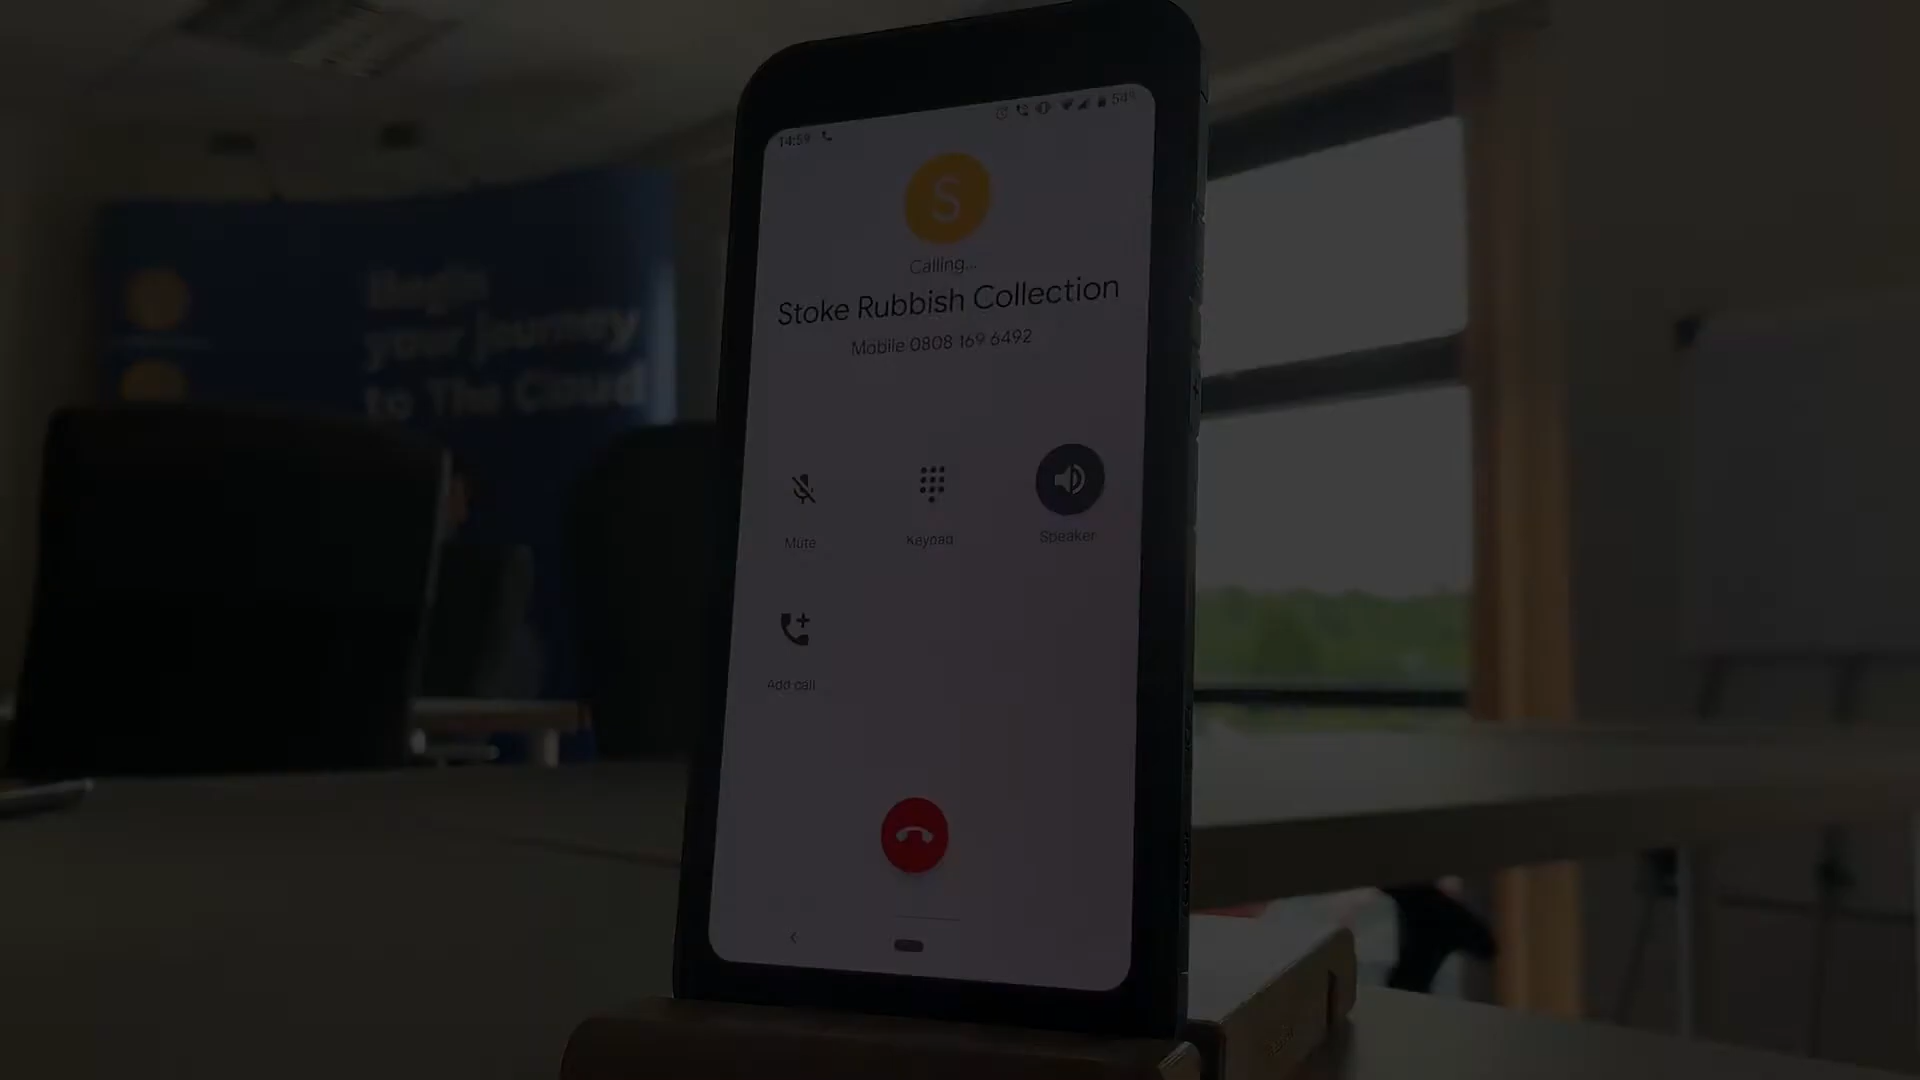 14:59
54%
S
Calling...
Stoke Rubbish Collection
Mobile 0808 169 6492
Mute
Keypad
Speaker
Add call
Begin
your journey
to The Cloud